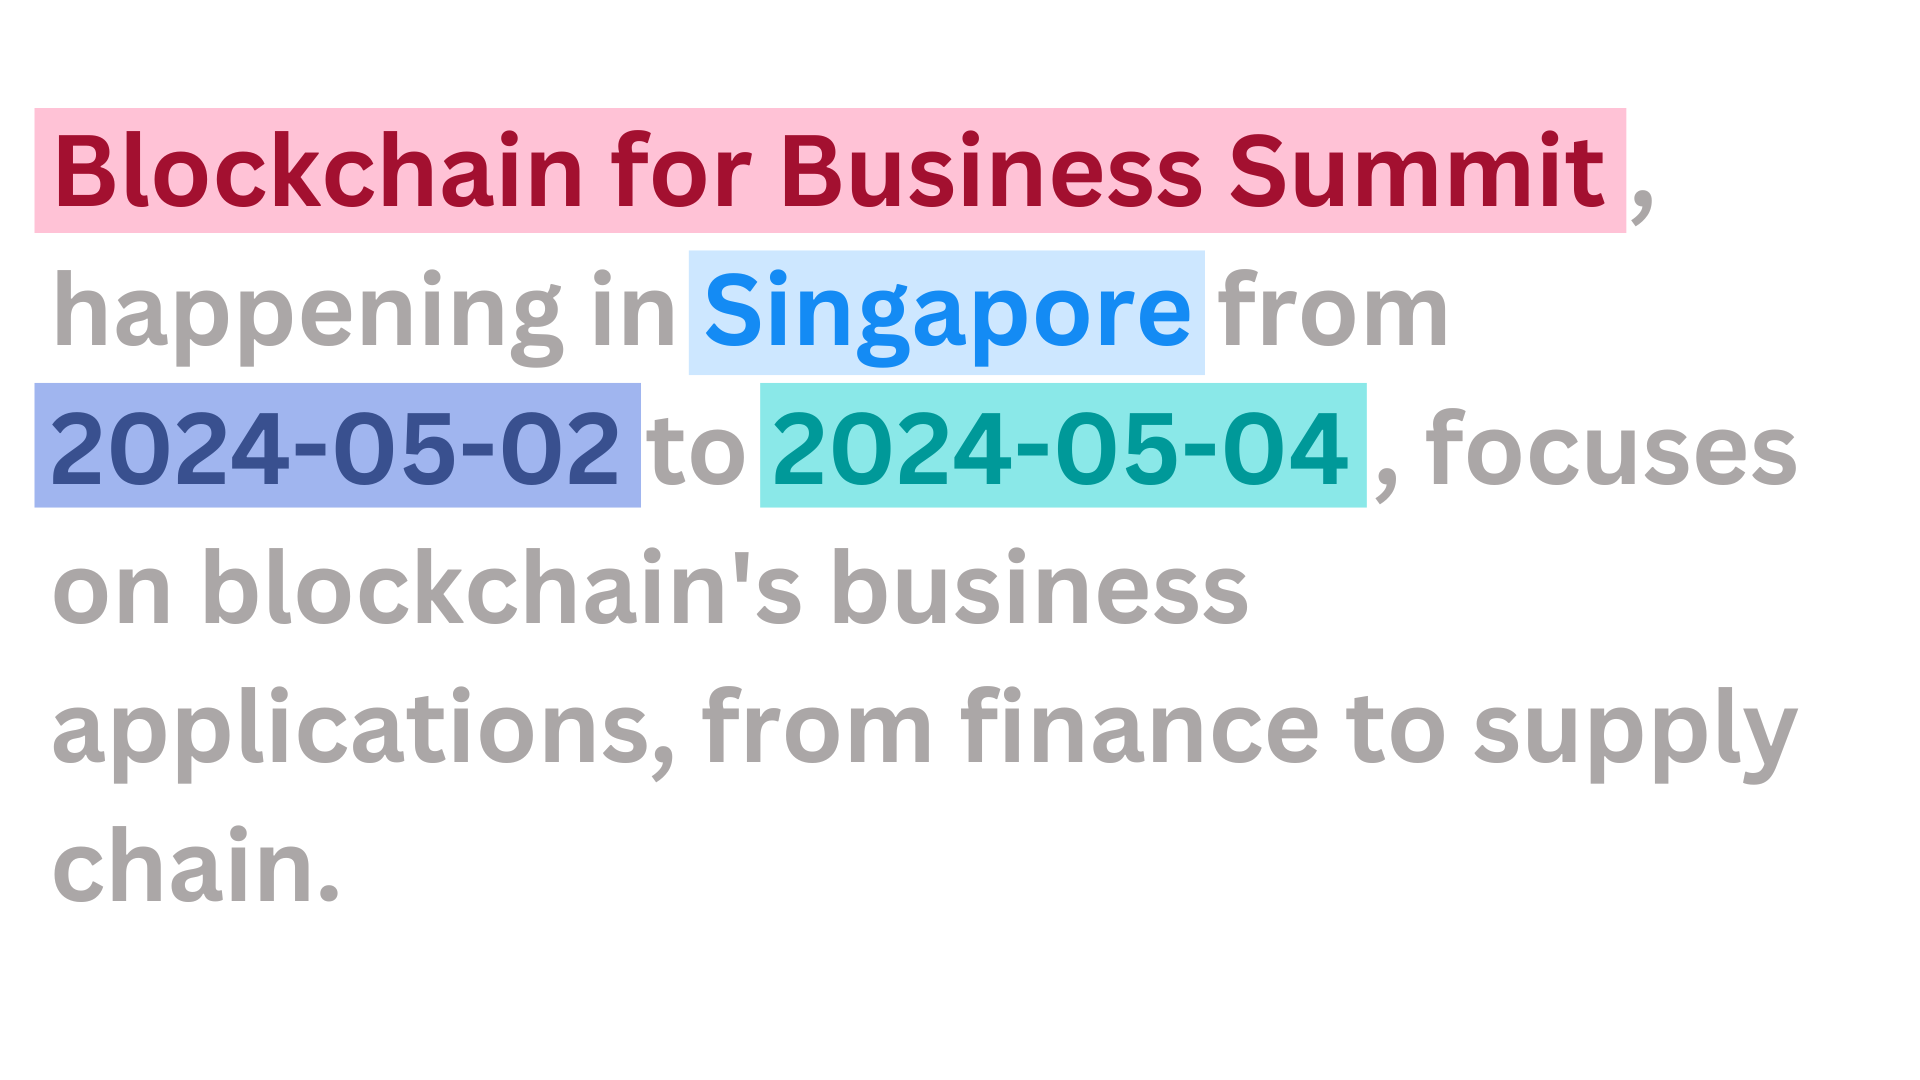 Blockchain for Business Summit,
happening in Singapore from
2024-05-02 to 2024-05-04, focuses
on blockchain's business
applications, from finance to supply
chain.